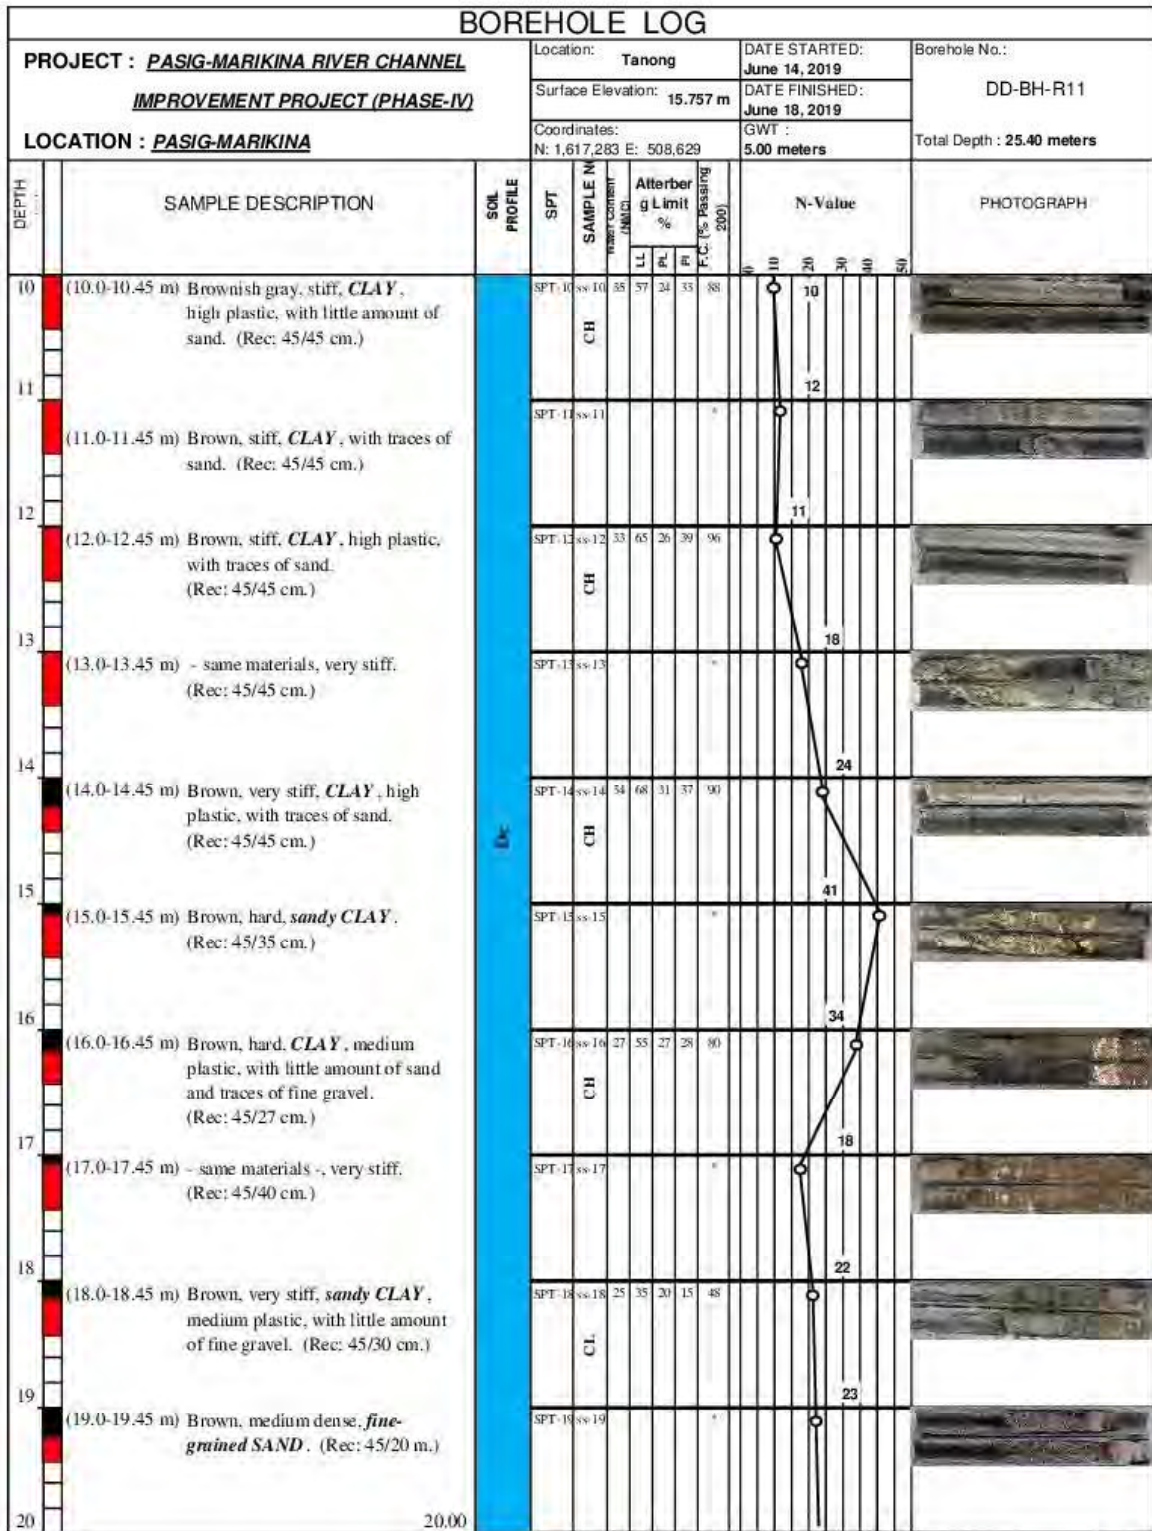 BOREHOLE LOG
PROJECT : PASIG-MARIKINA RIVER CHANNEL
IMPROVEMENT PROJECT (PHASE-IV)
LOCATION : PASIG-MARIKINA
Location:
Tanong
Surface Elevation: 15.757 m
Coordinates:
N: 1,617,283 E: 508,629
DATE STARTED:
June 14, 2019
DATE FINISHED:
June 18, 2019
GWT :
5.00 meters
Borehole No.:
DD-BH-R11
Total Depth : 25.40 meters
DEPTH
SAMPLE DESCRIPTION
SOIL
PROFILE
SPT
SAMPLE NO
Water Content
(NMC)
Atterber
g Limit
%
LL PL PI
F.C. (% Passing
200)
N-Value
0 10 20 30 40 50
PHOTOGRAPH
10 (10.0-10.45 m) Brownish gray, stiff, CLAY, SPT-10 ss-10 35 57 24 33 88 10
high plastic, with little amount of
sand. (Rec: 45/45 cm.)
CH
11 12
SPT-11 ss-11 *
(11.0-11.45 m) Brown, stiff, CLAY, with traces of
sand. (Rec: 45/45 cm.)
12 11
(12.0-12.45 m) Brown, stiff, CLAY, high plastic, SPT-12 ss-12 33 65 26 39 96
with traces of sand.
(Rec: 45/45 cm.)
CH
13 18
(13.0-13.45 m) - same materials, very stiff. SPT-13 ss-13 *
(Rec: 45/45 cm.)
14 24
(14.0-14.45 m) Brown, very stiff, CLAY, high SPT-14 ss-14 54 68 31 37 90
plastic, with traces of sand.
(Rec: 45/45 cm.)
CH
Dc
15 41
(15.0-15.45 m) Brown, hard, sandy CLAY. SPT-15 ss-15 *
(Rec: 45/35 cm.)
16 34
(16.0-16.45 m) Brown, hard, CLAY, medium SPT-16 ss-16 27 55 27 28 80
plastic, with little amount of sand
and traces of fine gravel.
(Rec: 45/27 cm.)
CH
17 18
(17.0-17.45 m) - same materials -, very stiff. SPT-17 ss-17 *
(Rec: 45/40 cm.)
18 22
(18.0-18.45 m) Brown, very stiff, sandy CLAY, SPT-18 ss-18 25 35 20 15 48
medium plastic, with little amount
of fine gravel. (Rec: 45/30 cm.)
CL
19 23
(19.0-19.45 m) Brown, medium dense, fine- SPT-19 ss-19 *
grained SAND. (Rec: 45/20 m.)
20 20.00